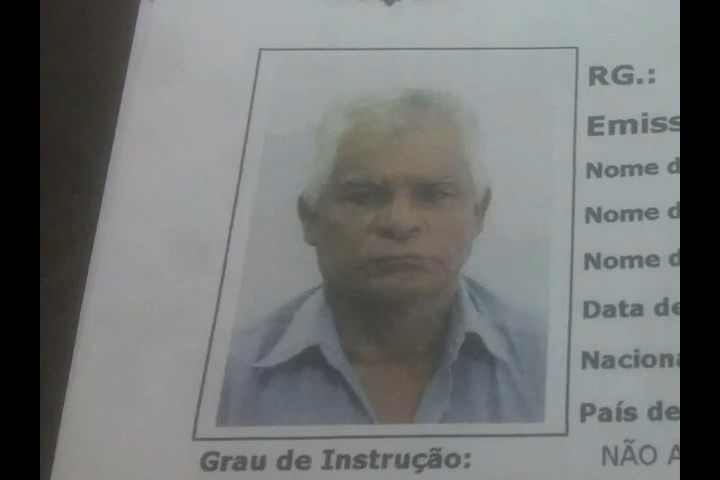 RG.:
Emiss
Nome d
Nome d
Nome d
Data de
Naciona
País de
Grau de Instrução:
NÃO A